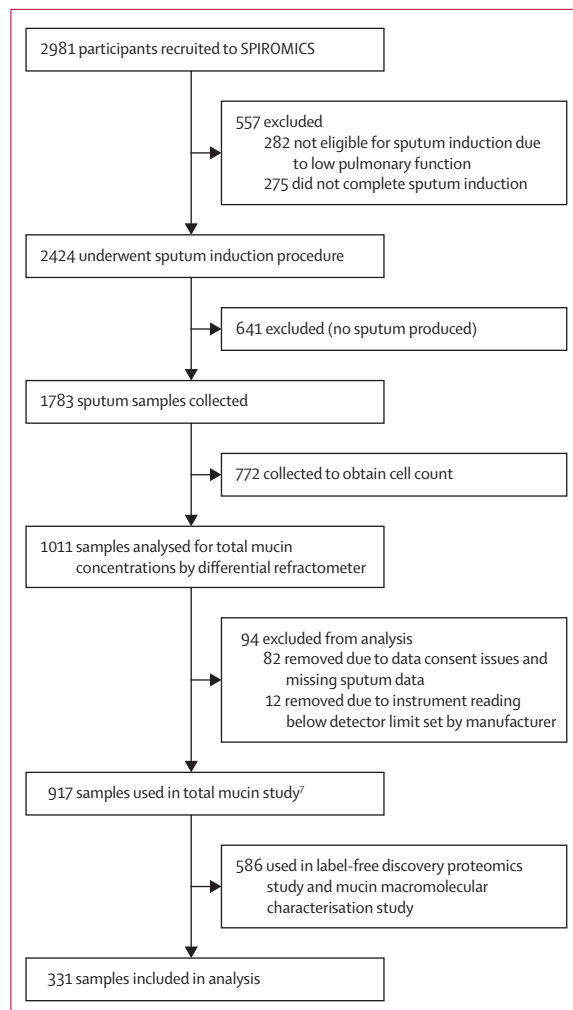 2981 participants recruited to SPIROMICS
557 excluded
282 not eligible for sputum induction due
to low pulmonary function
275 did not complete sputum induction
2424 underwent sputum induction procedure
641 excluded (no sputum produced)
1783 sputum samples collected
772 collected to obtain cell count
1011 samples analysed for total mucin
concentrations by differential refractometer
94 excluded from analysis
82 removed due to data consent issues and
missing sputum data
12 removed due to instrument reading
below detector limit set by manufacturer
917 samples used in total mucin study⁷
586 used in label-free discovery proteomics
study and mucin macromolecular
characterisation study
331 samples included in analysis